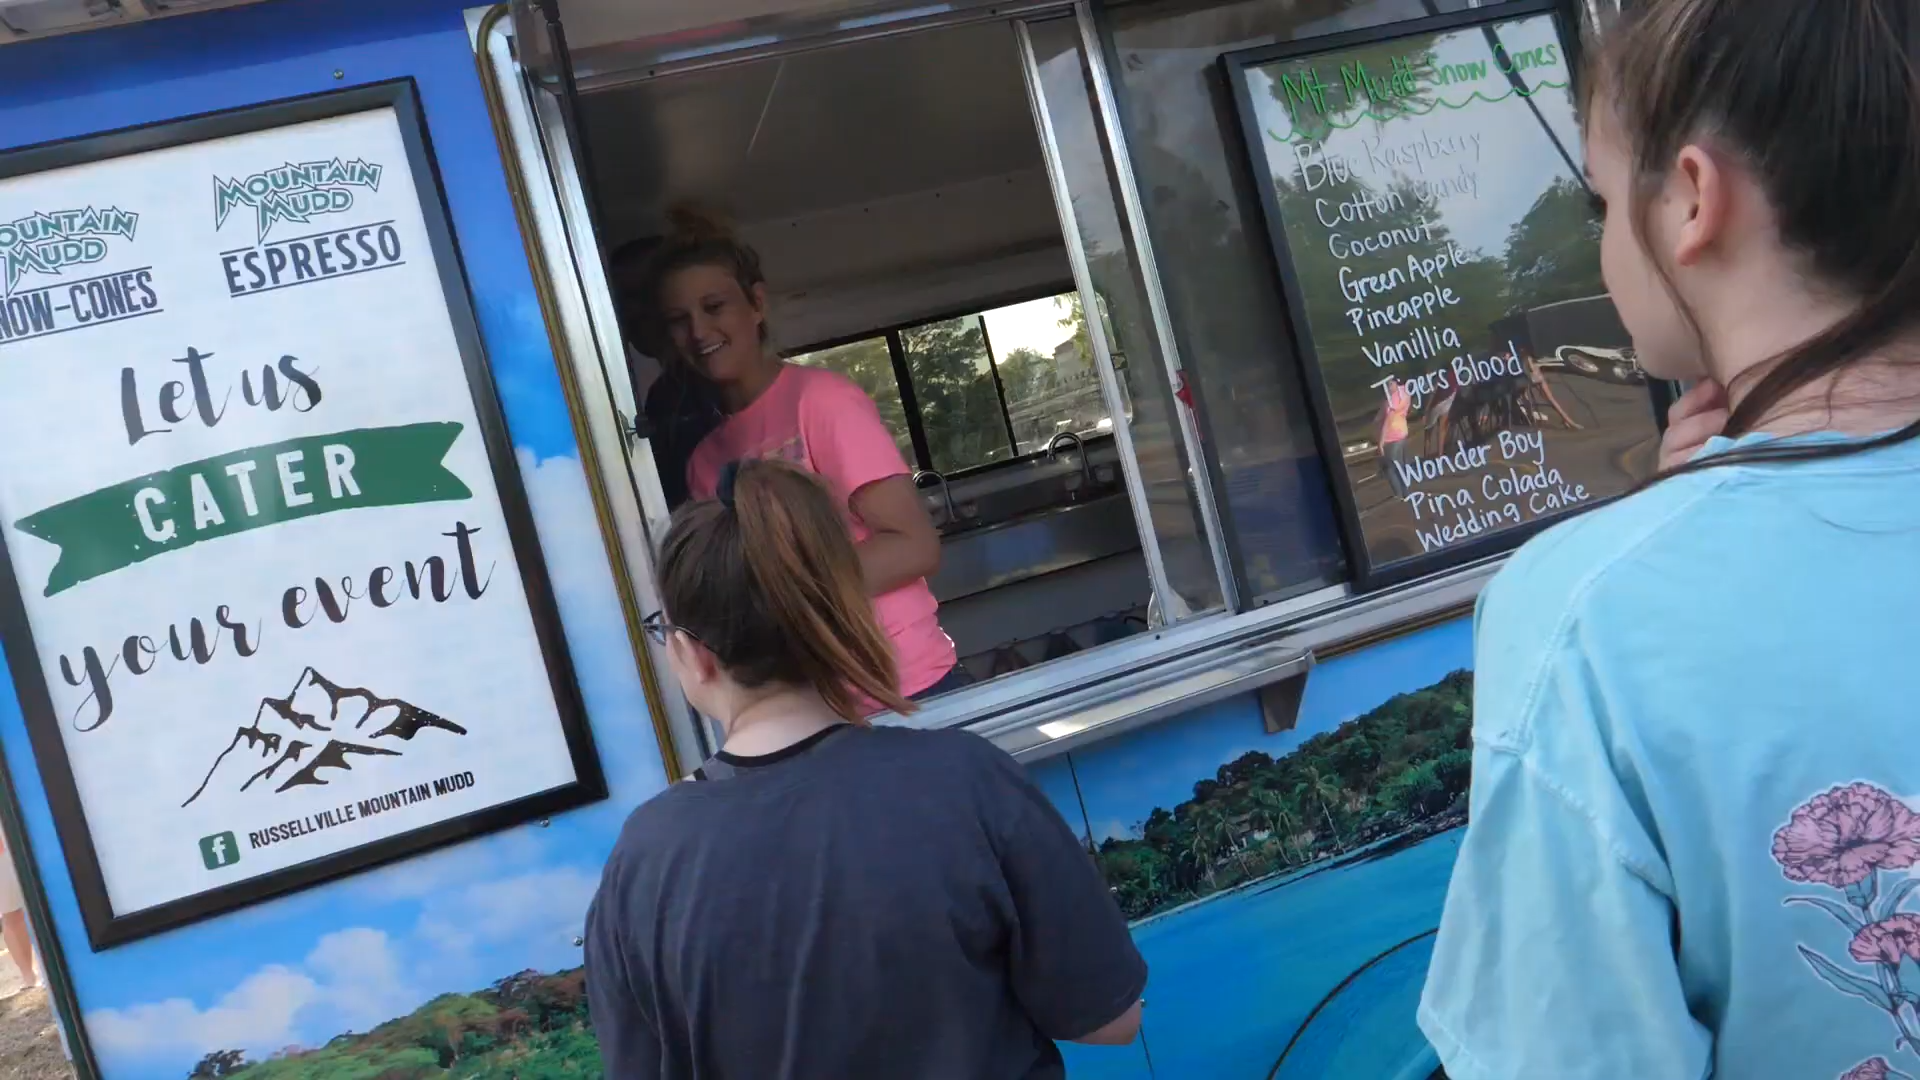 MOUNTAIN
MUDD
ESPRESSO
OUNTAIN
MUDD
NOW-CONES
Let us
CATER
your event
f RUSSELLVILLE MOUNTAIN MUDD
Mt. Mudd Snow Cones
Blue Raspberry
Cotton Candy
Coconut
Green Apple
Pineapple
Vanillia
Tigers Blood
Wonder Boy
Pina Colada
Wedding Cake